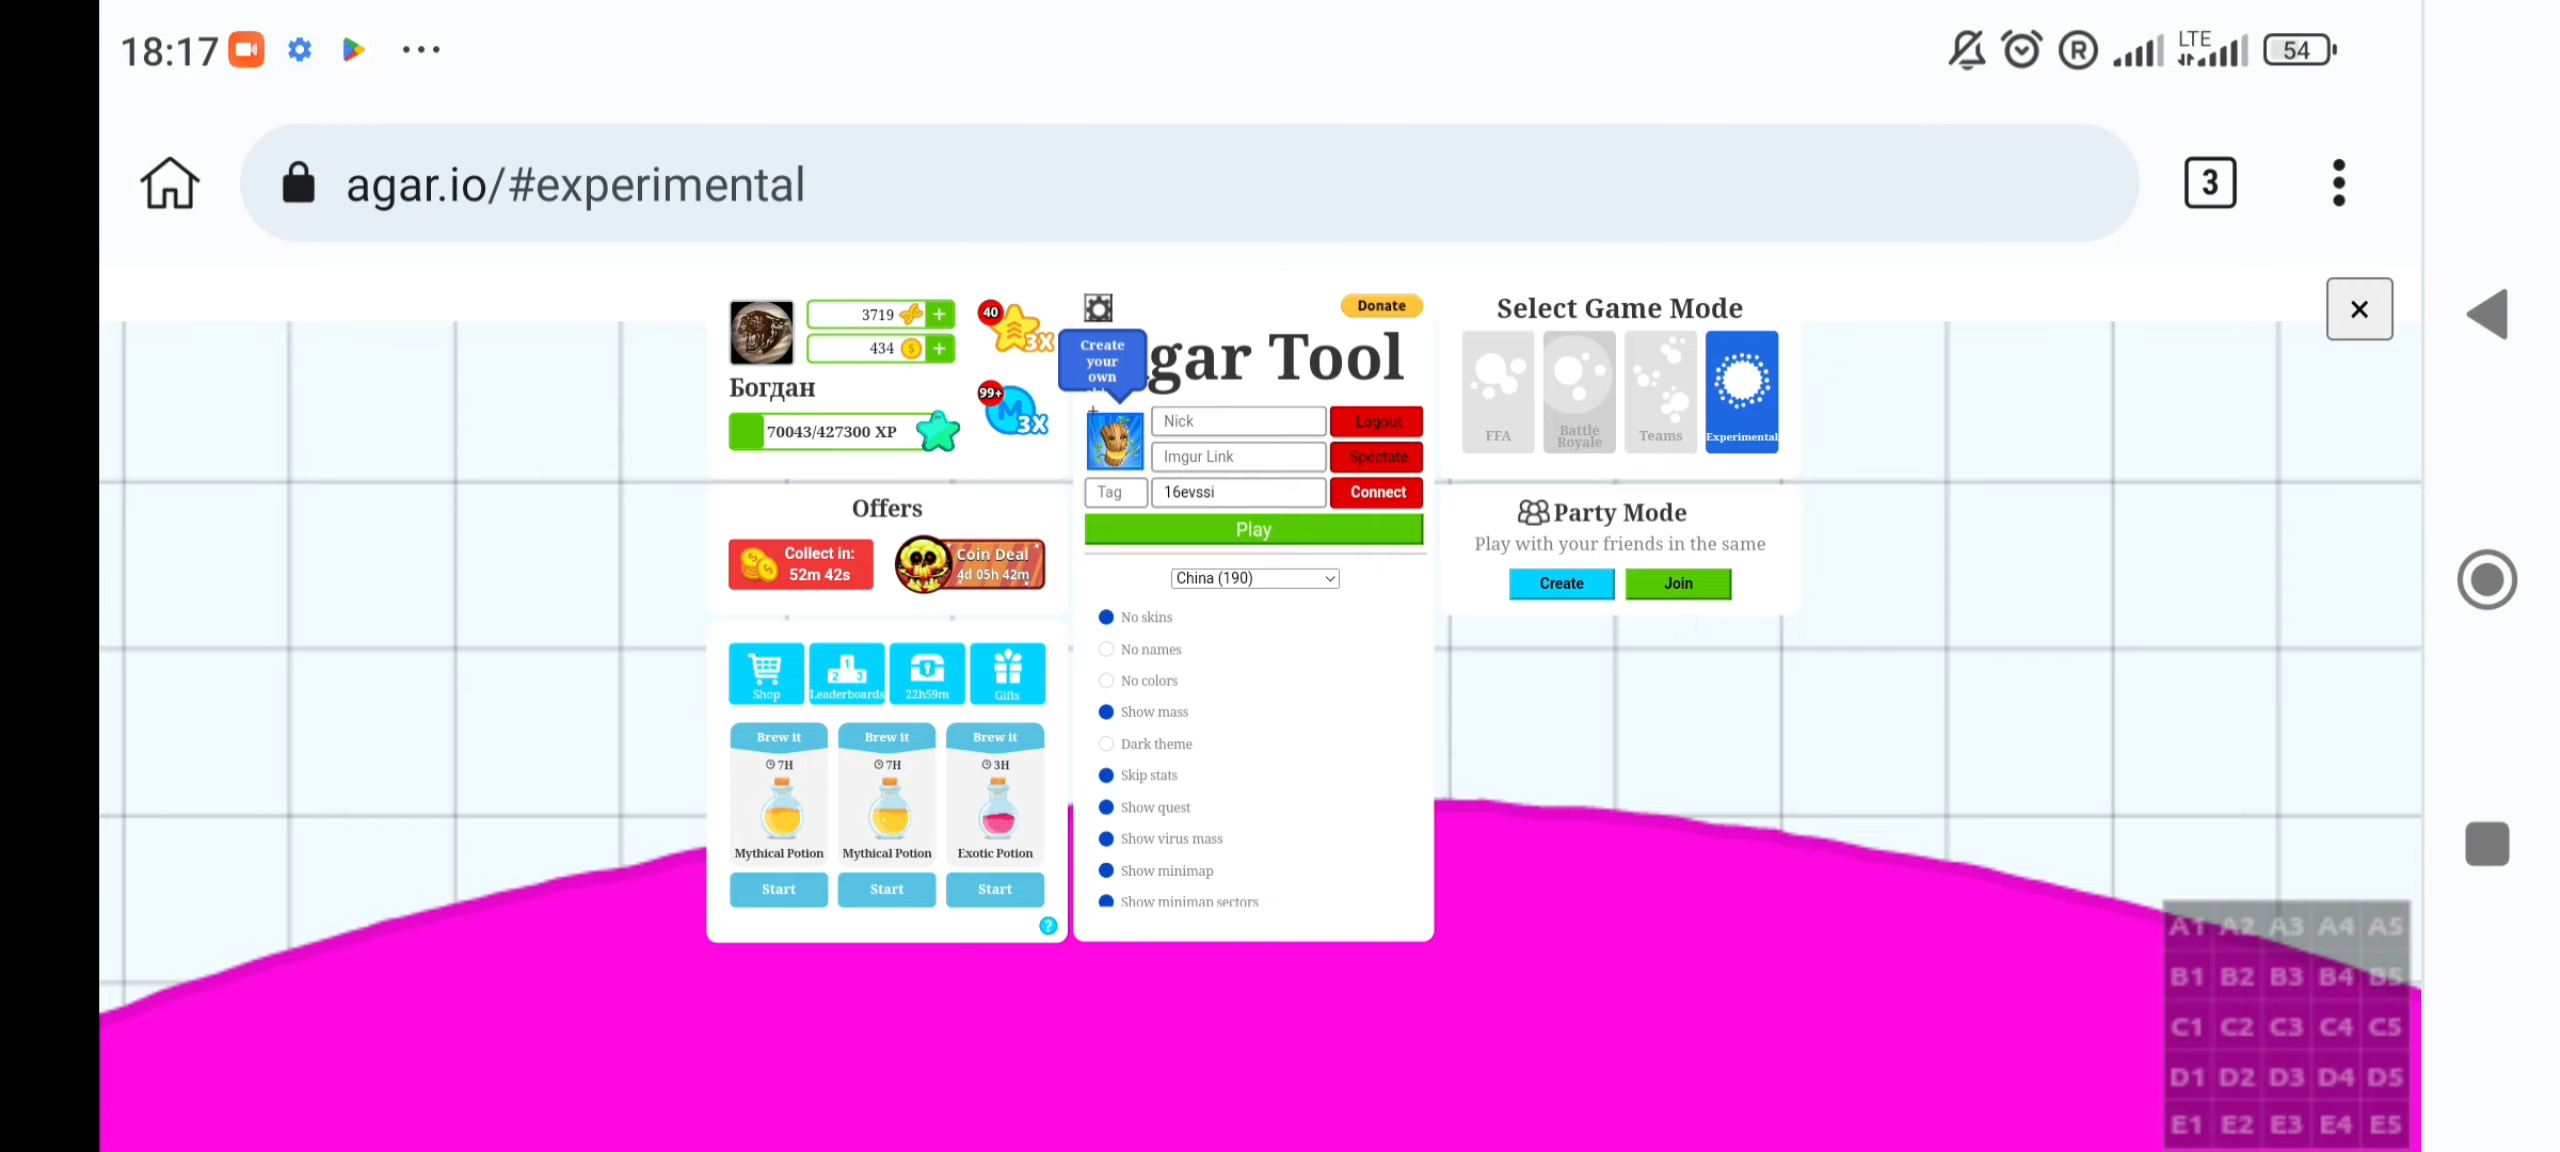 18:17
LTE
54
agar.io/#experimental
3
3719
434
40
3X
99+
M
3X
Богдан
70043/427300 XP
Donate
Create
your
own
gar Tool
Nick
Logout
Imgur Link
Spectate
Tag
16evssi
Connect
Play
Select Game Mode
FFA
Battle
Royale
Teams
Experimental
Offers
Collect in:
52m 42s
Coin Deal
4d 05h 42m
Party Mode
Play with your friends in the same
Create
Join
China (190)
No skins
No names
No colors
Show mass
Dark theme
Skip stats
Show quest
Show virus mass
Show minimap
Show minimap sectors
Shop
Leaderboards
22h59m
Gifts
Brew it
Brew it
Brew it
7H
7H
3H
Mythical Potion
Mythical Potion
Exotic Potion
Start
Start
Start
?
A1 A2 A3 A4 A5
B1 B2 B3 B4 B5
C1 C2 C3 C4 C5
D1 D2 D3 D4 D5
E1 E2 E3 E4 E5